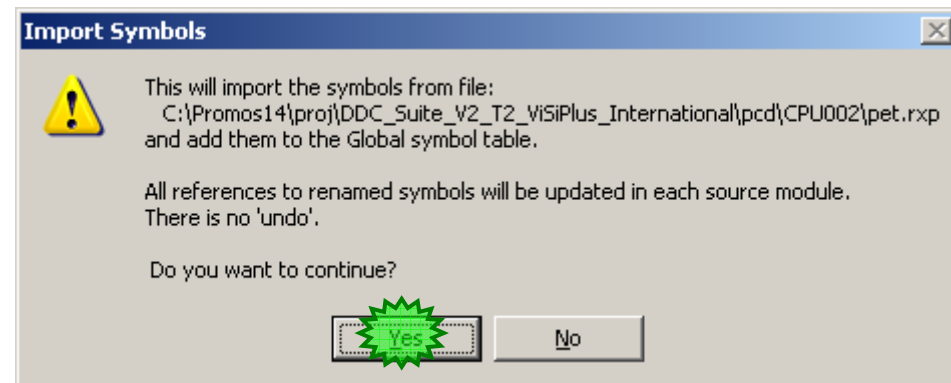 Import Symbols
This will import the symbols from file:
C:\Promos14\proj\DDC_Suite_V2_T2_ViSiPlus_International\pcd\CPU002\pet.rxp
and add them to the Global symbol table.
All references to renamed symbols will be updated in each source module.
There is no 'undo'.
Do you want to continue?
Yes No